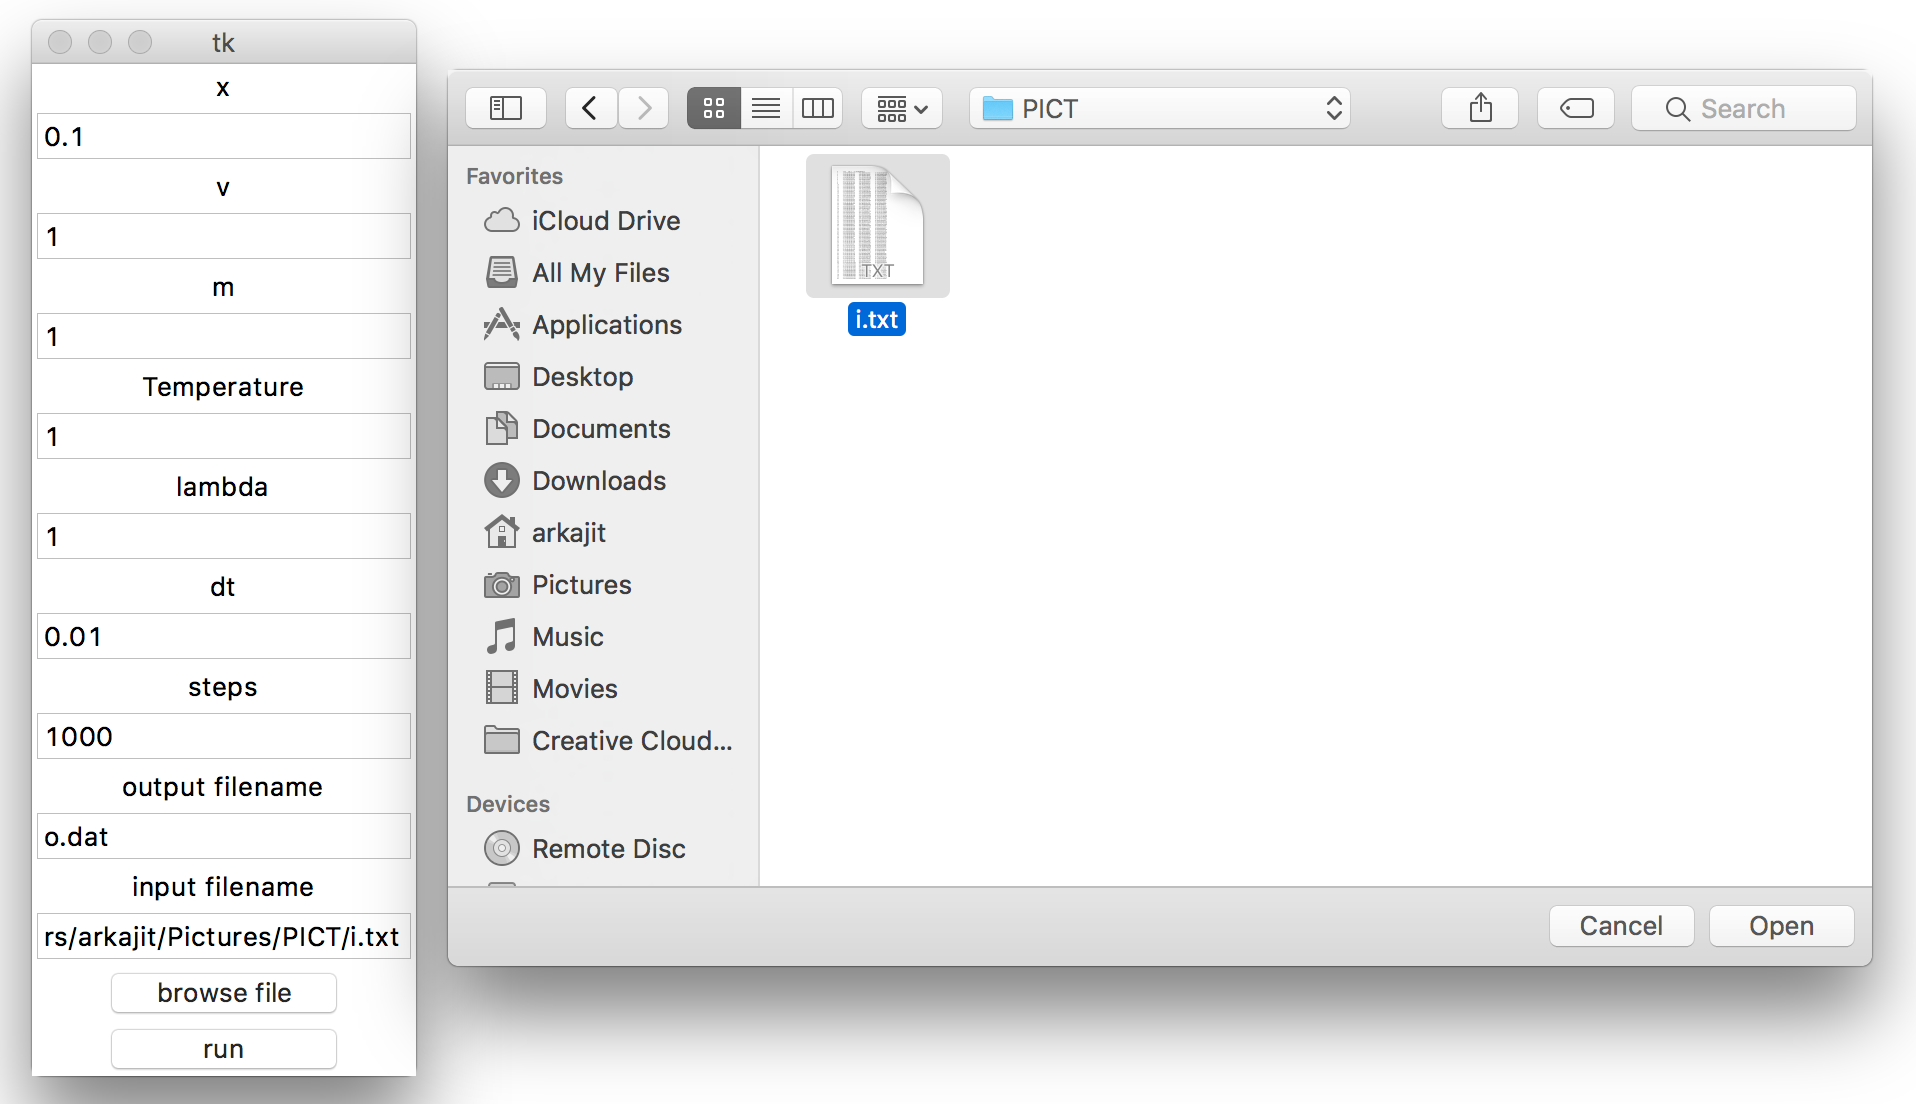 tk
x
0.1
v
1
m
1
Temperature
1
lambda
1
dt
0.01
steps
1000
output filename
o.dat
input filename
rs/arkajit/Pictures/PICT/i.txt
browse file
run
PICT
Search
Favorites
iCloud Drive
All My Files
Applications
Desktop
Documents
Downloads
arkajit
Pictures
Music
Movies
Creative Cloud...
Devices
Remote Disc
TXT
i.txt
Cancel
Open